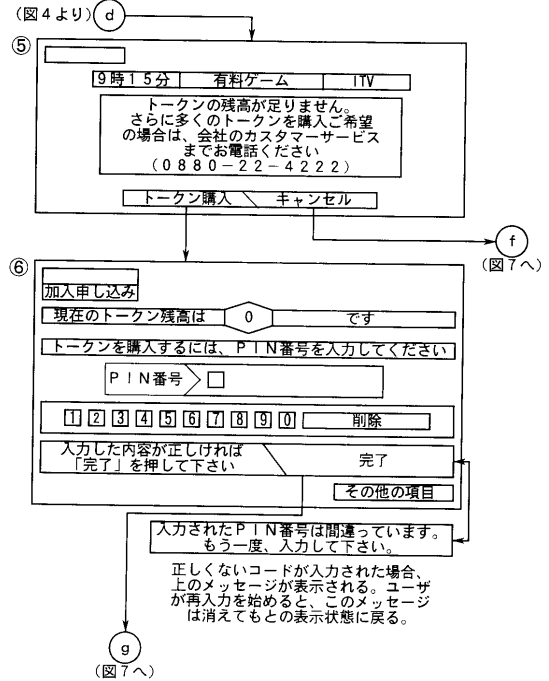 (図4より) d
⑤
9時15分 有料ゲーム ITV
トークンの残高が足りません。
さらに多くのトークンを購入ご希望
の場合は、会社のカスタマーサービス
までお電話ください
(0880-22-4222)
トークン購入 キャンセル
f
(図7へ)
⑥
加入申し込み
現在のトークン残高は 0 です
トークンを購入するには、PIN番号を入力してください
PIN番号
1 2 3 4 5 6 7 8 9 0 削除
入力した内容が正しければ
「完了」を押して下さい
完了
その他の項目
入力されたPIN番号は間違っています。
もう一度、入力して下さい。
正しくないコードが入力された場合、
上のメッセージが表示される。ユーザ
が再入力を始めると、このメッセージ
は消えてもとの表示状態に戻る。
g
(図7へ)